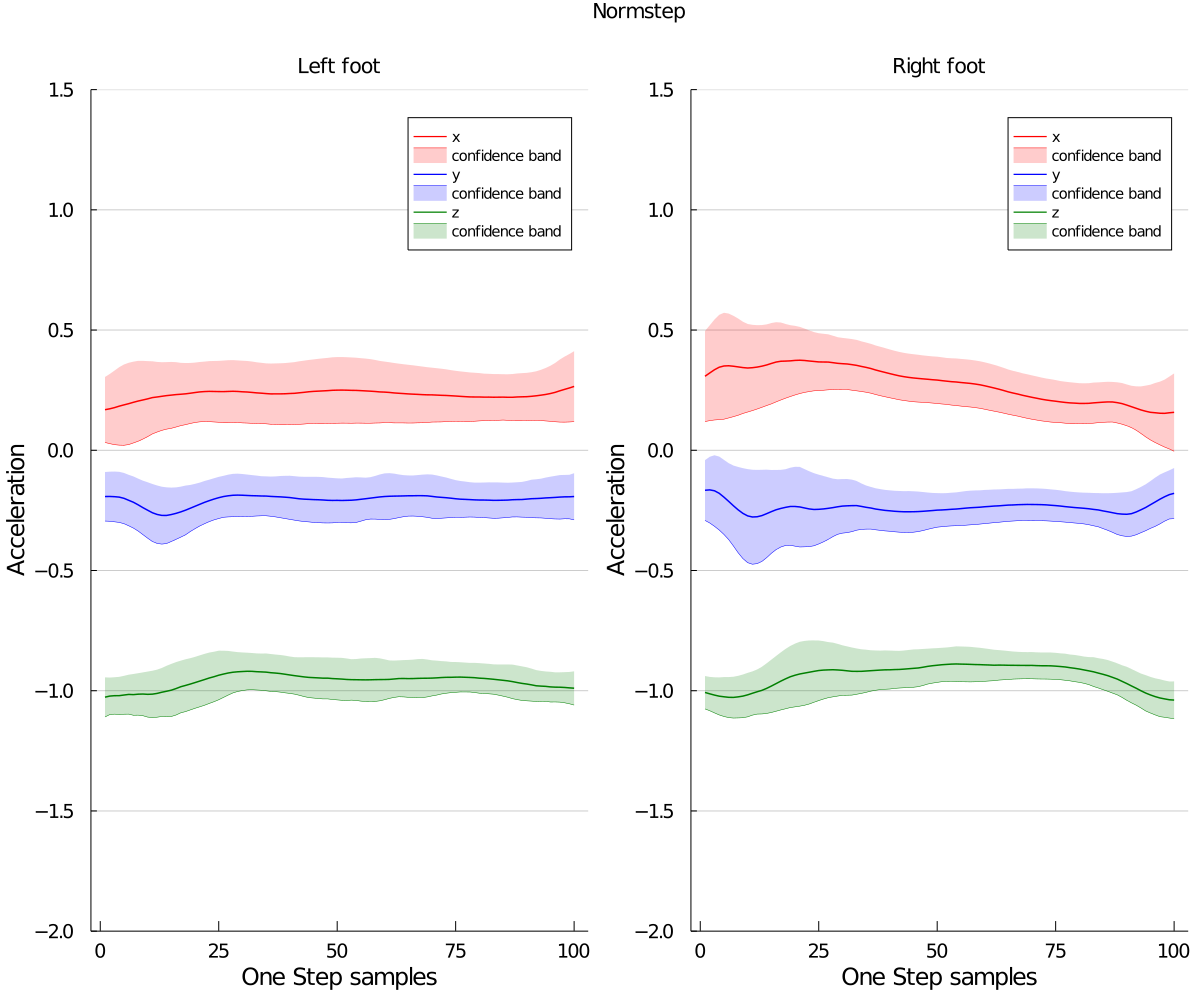 Normstep
Left foot
1.5
1.0
0.5
0.0
−0.5
−1.0
−1.5
−2.0
Acceleration
x
confidence band
y
confidence band
z
confidence band
0 25 50 75 100
One Step samples
Right foot
1.5
1.0
0.5
0.0
−0.5
−1.0
−1.5
−2.0
Acceleration
x
confidence band
y
confidence band
z
confidence band
0 25 50 75 100
One Step samples